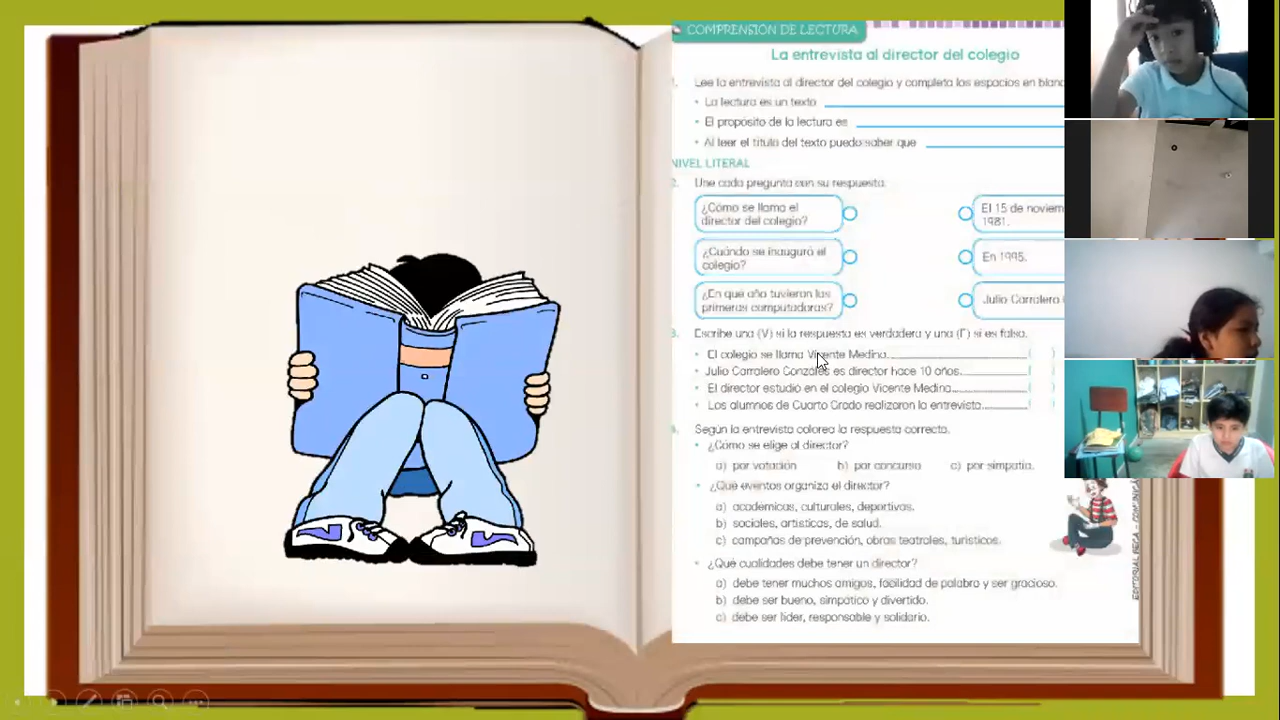 COMPRENSIÓN DE LECTURA
La entrevista al director del colegio
Lee la entrevista al director del colegio y completa los espacios en blanc
• La lectura es un texto
• El propósito de la lectura es
• Al leer el título del texto puedo saber que
NIVEL LITERAL
2. Une cada pregunta con su respuesta.
¿Cómo se llama el
director del colegio?
El 15 de noviem
1981.
¿Cuándo se inauguró el
colegio?
En 1995.
¿En qué año tuvieron las
primeras computadoras?
Julio Carralero
3. Escribe una (V) si la respuesta es verdadera y una (F) si es falsa.
• El colegio se llama Vicente Medina. ( )
• Julio Carralero Gonzáles es director hace 10 años. ( )
• El director estudió en el colegio Vicente Medina. ( )
• Los alumnos de Cuarto Grado realizaron la entrevista. ( )
4. Según la entrevista colorea la respuesta correcta.
• ¿Cómo se elige al director?
a) por votación b) por concurso c) por simpatía.
• ¿Qué eventos organiza el director?
a) académicas, culturales, deportivas.
b) sociales, artísticas, de salud.
c) campañas de prevención, obras teatrales, turísticos.
• ¿Qué cualidades debe tener un director?
a) debe tener muchos amigos, facilidad de palabra y ser gracioso.
b) debe ser bueno, simpático y divertido.
c) debe ser líder, responsable y solidario.